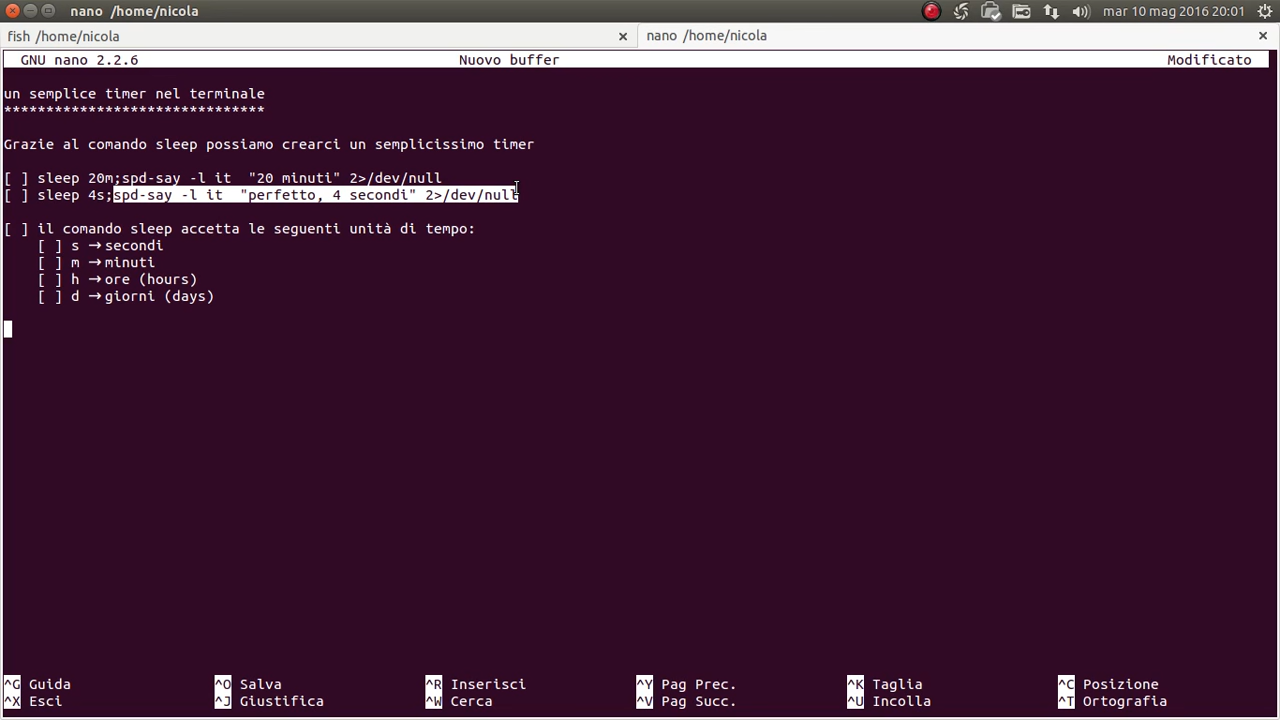 nano /home/nicola
mar 10 mag 2016 20:01
fish /home/nicola
nano /home/nicola
GNU nano 2.2.6 Nuovo buffer Modificato
un semplice timer nel terminale
*******************************
Grazie al comando sleep possiamo crearci un semplicissimo timer
[ ] sleep 20m;spd-say -l it  "20 minuti" 2>/dev/null
[ ] sleep 4s;spd-say -l it  "perfetto, 4 secondi" 2>/dev/null
[ ] il comando sleep accetta le seguenti unità di tempo:
[ ] s →secondi
[ ] m →minuti
[ ] h →ore (hours)
[ ] d →giorni (days)
^G Guida ^O Salva ^R Inserisci ^Y Pag Prec. ^K Taglia ^C Posizione
^X Esci ^J Giustifica ^W Cerca ^V Pag Succ. ^U Incolla ^T Ortografia